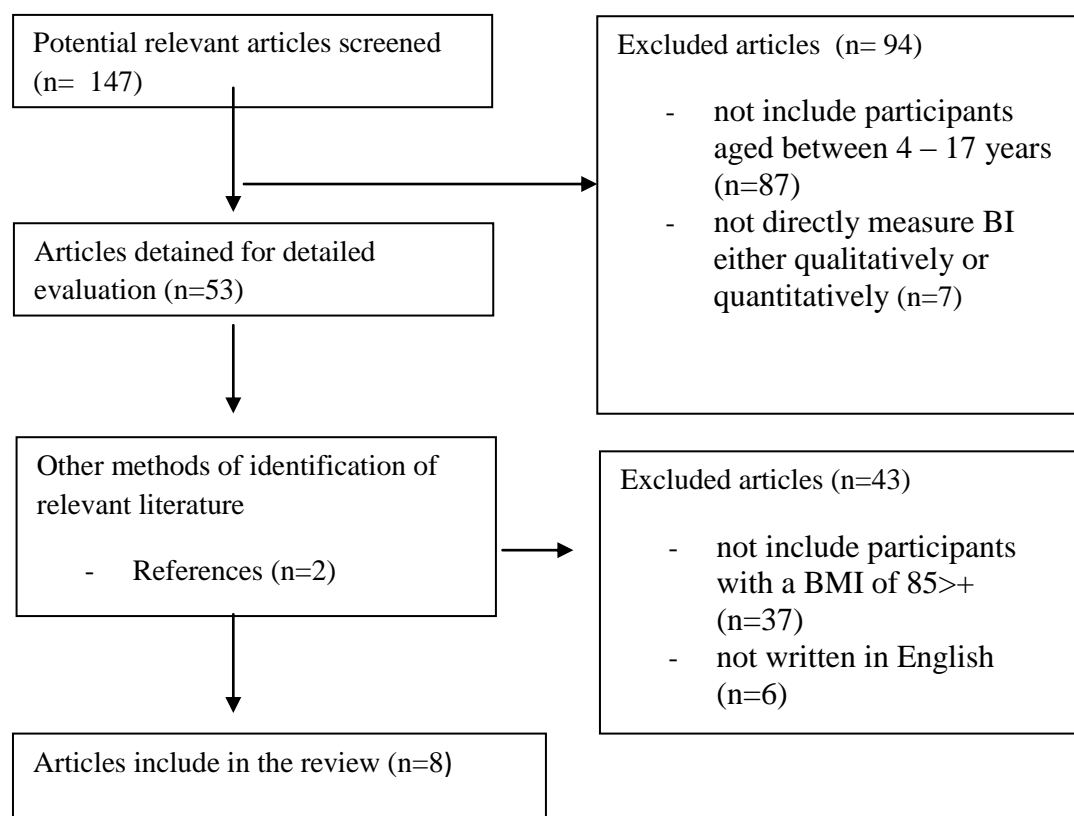 Potential relevant articles screened
(n= 147)
Excluded articles (n= 94)
- not include participants
aged between 4 – 17 years
(n=87)
- not directly measure BI
either qualitatively or
quantitatively (n=7)
Articles detained for detailed
evaluation (n=53)
Other methods of identification of
relevant literature
- References (n=2)
Excluded articles (n=43)
- not include participants
with a BMI of 85>+
(n=37)
- not written in English
(n=6)
Articles include in the review (n=8)